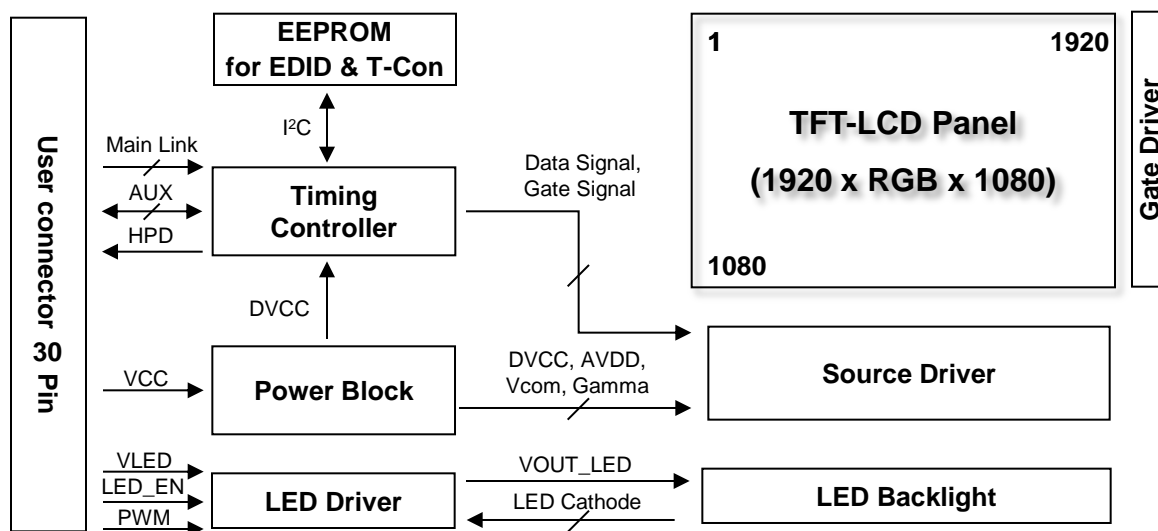 User connector 30 Pin
EEPROM
for EDID & T-Con
I²C
Main Link
AUX
HPD
Timing
Controller
Data Signal,
Gate Signal
DVCC
VCC
Power Block
DVCC, AVDD,
Vcom, Gamma
VLED
LED_EN
PWM
LED Driver
VOUT_LED
LED Cathode
1
1920
TFT-LCD Panel
(1920 x RGB x 1080)
1080
Gate Driver
Source Driver
LED Backlight